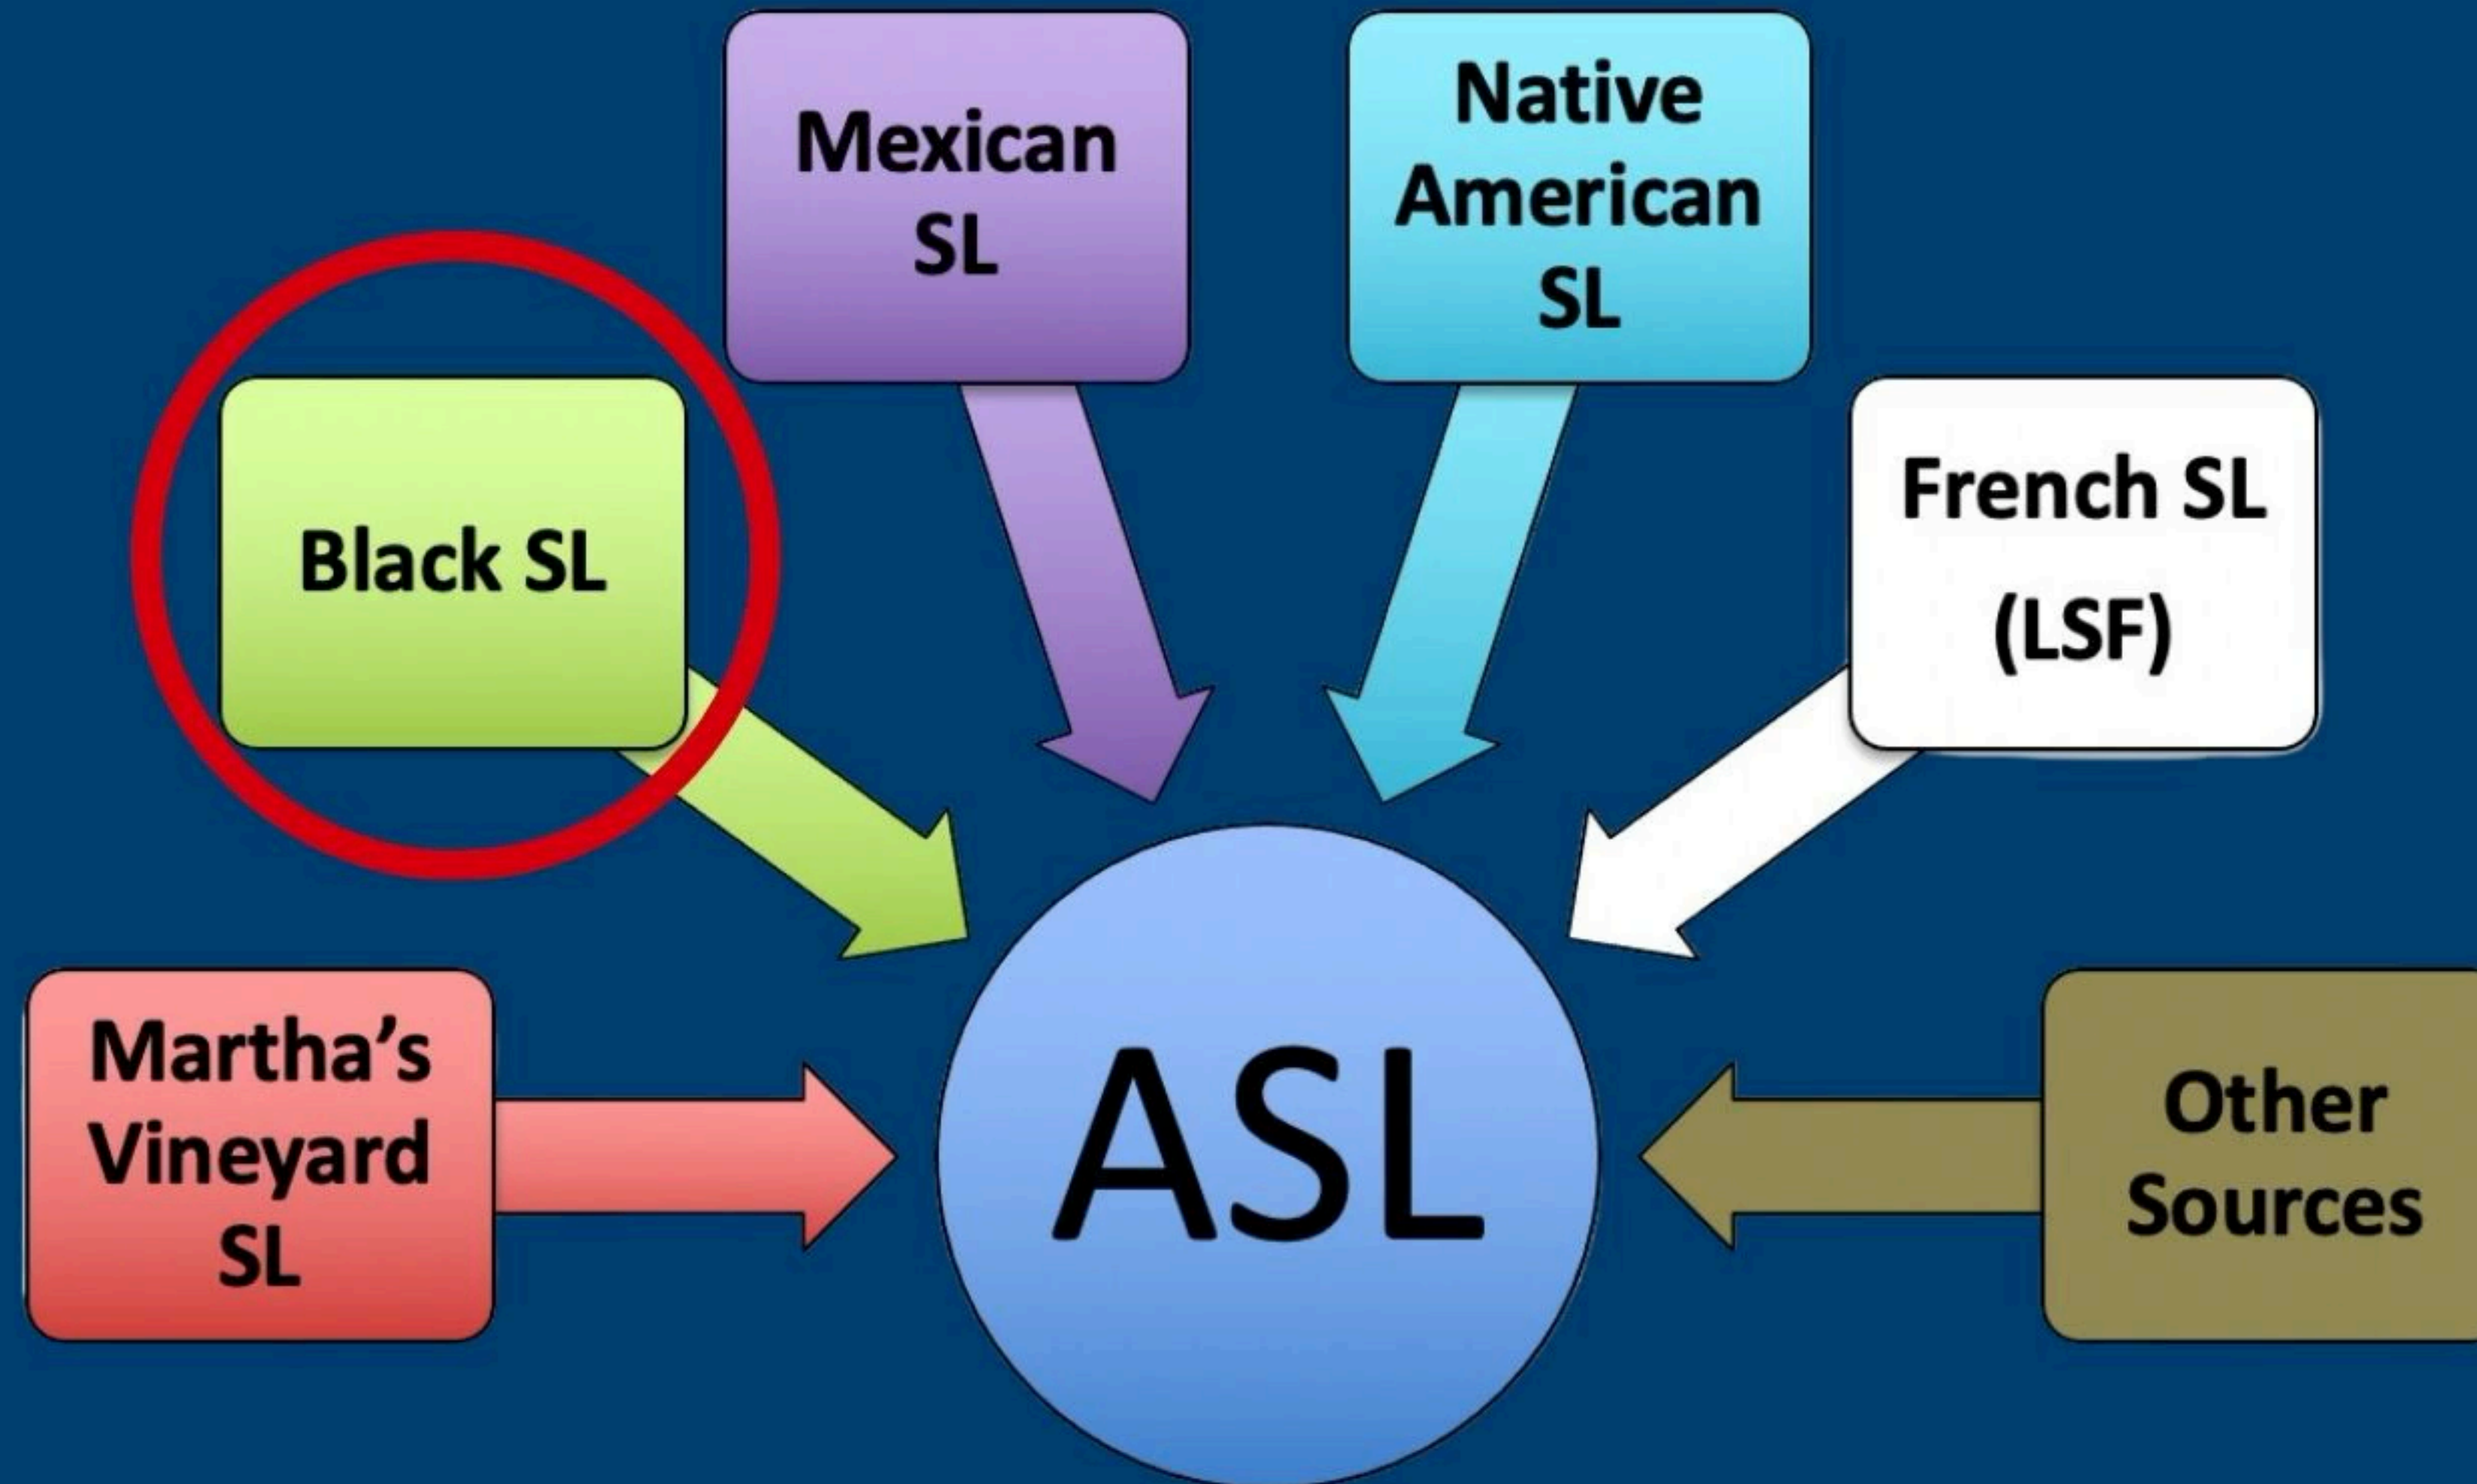 Mexican
SL
Native
American
SL
Black SL
French SL
(LSF)
Martha’s
Vineyard
SL
ASL
Other
Sources